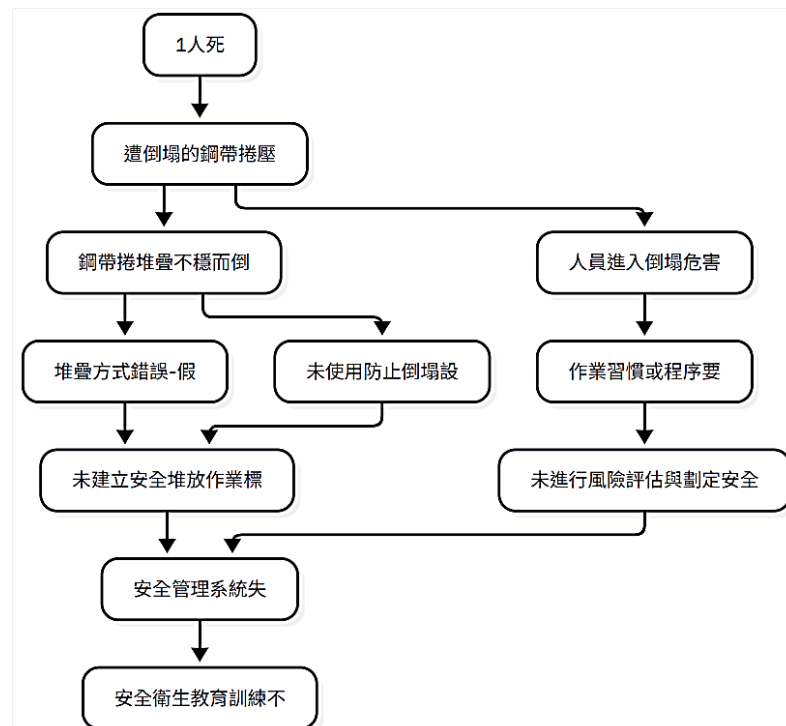 1人死
遭倒塌的鋼帶捲壓
鋼帶捲堆疊不穩而倒
人員進入倒塌危害
堆疊方式錯誤-假
未使用防止倒塌設
作業習慣或程序要
未建立安全堆放作業標
未進行風險評估與劃定安全
安全管理系統失
安全衛生教育訓練不